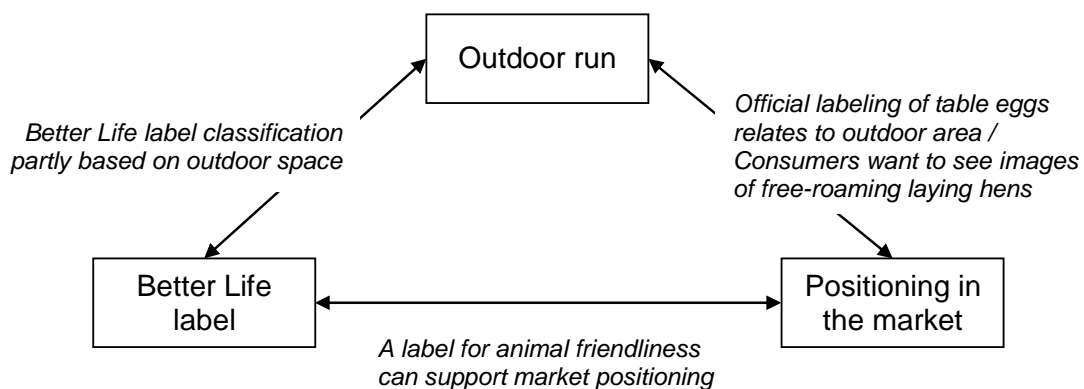 Outdoor run
Better Life label classification
partly based on outdoor space
Official labeling of table eggs
relates to outdoor area /
Consumers want to see images
of free-roaming laying hens
Better Life
label
Positioning in
the market
A label for animal friendliness
can support market positioning